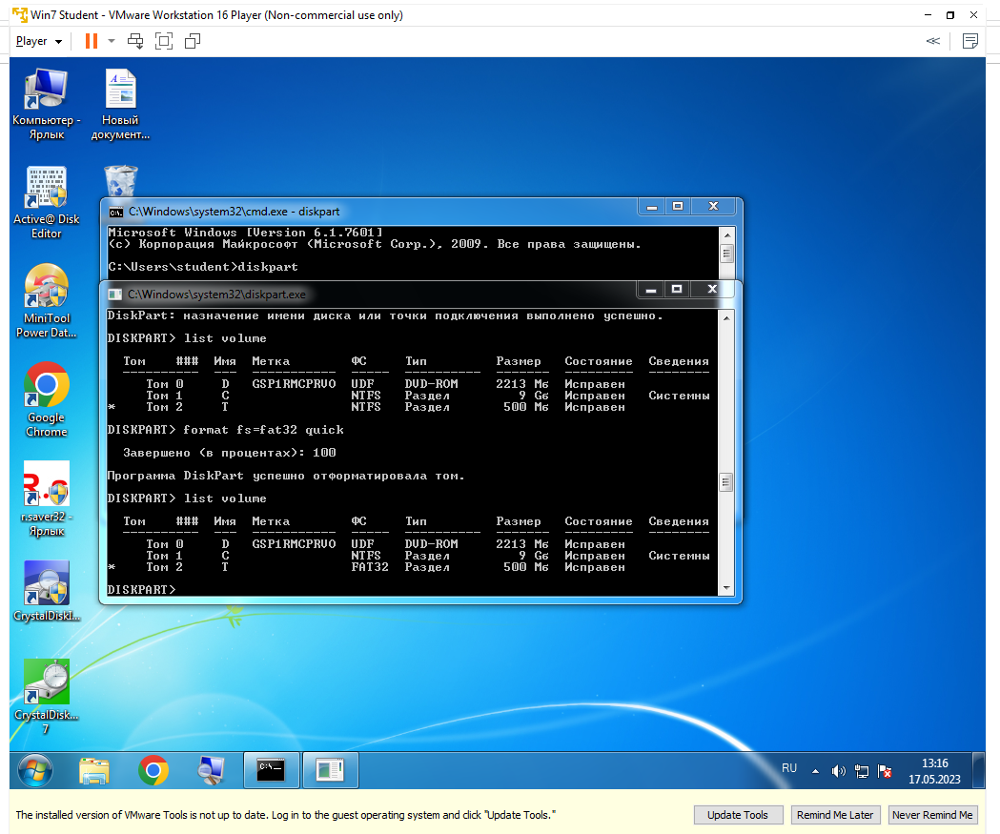 Win7 Student - VMware Workstation 16 Player (Non-commercial use only)
Player
Компьютер - Ярлык
Новый документ...
Active@ Disk Editor
MiniTool Power Dat...
Google Chrome
r.saver32 - Ярлык
CrystalDiskI...
CrystalDisk... 7
C:\Windows\system32\cmd.exe - diskpart
Microsoft Windows [Version 6.1.7601]
(c) Корпорация Майкрософт (Microsoft Corp.), 2009. Все права защищены.
C:\Users\student>diskpart
C:\Windows\system32\diskpart.exe
DiskPart: назначение имени диска или точки подключения выполнено успешно.
DISKPART> list volume
Том ### Имя Метка ФС Тип Размер Состояние Сведения
---------- --- ----------- ----- ---------- ------- --------- --------
Том 0 D GSP1RMCPRVO UDF DVD-ROM 2213 Мб Исправен
Том 1 C NTFS Раздел 9 Gб Исправен Системны
* Том 2 T NTFS Раздел 500 Мб Исправен
DISKPART> format fs=fat32 quick
Завершено (в процентах): 100
Программа DiskPart успешно отформатировала том.
DISKPART> list volume
Том ### Имя Метка ФС Тип Размер Состояние Сведения
---------- --- ----------- ----- ---------- ------- --------- --------
Том 0 D GSP1RMCPRVO UDF DVD-ROM 2213 Мб Исправен
Том 1 C NTFS Раздел 9 Gб Исправен Системны
* Том 2 T FAT32 Раздел 500 Мб Исправен
DISKPART>
RU
13:16
17.05.2023
The installed version of VMware Tools is not up to date. Log in to the guest operating system and click "Update Tools."
Update Tools
Remind Me Later
Never Remind Me